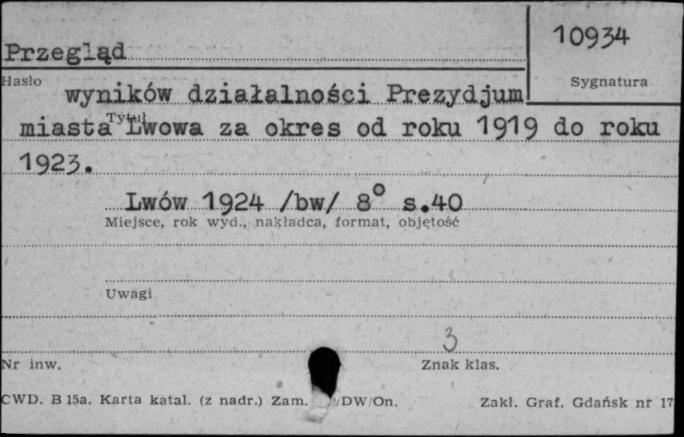 10934
Przegląd
Hasło
Sygnatura
wyników działalności Prezydjum
Tytuł
miasta Lwowa za okres od roku 1919 do roku
1923.
Lwów 1924 /bw/ 8° s.40
Miejsce, rok wyd., nakładca, format, objętość
Uwagi
3
Nr inw.
Znak klas.
CWD. B 15a. Karta katal. (z nadr.) Zam. /DW/On.
Zakł. Graf. Gdańsk nr 17